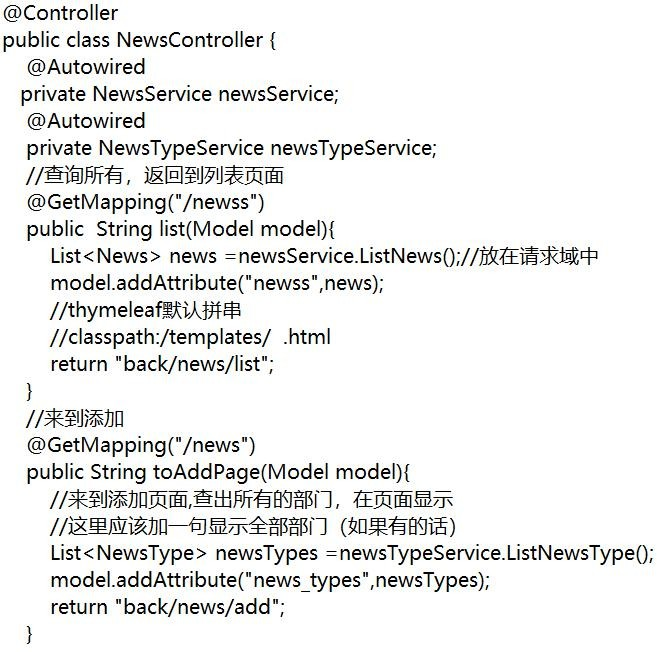 @Controller
public class NewsController {
@Autowired
private NewsService newsService;
@Autowired
private NewsTypeService newsTypeService;
//查询所有，返回到列表页面
@GetMapping("/newss")
public  String list(Model model){
List<News> news =newsService.ListNews();//放在请求域中
model.addAttribute("newss",news);
//thymeleaf默认拼串
//classpath:/templates/  .html
return "back/news/list";
}
//来到添加
@GetMapping("/news")
public String toAddPage(Model model){
//来到添加页面,查出所有的部门，在页面显示
//这里应该加一句显示全部部门（如果有的话）
List<NewsType> newsTypes =newsTypeService.ListNewsType();
model.addAttribute("news_types",newsTypes);
return "back/news/add";
}